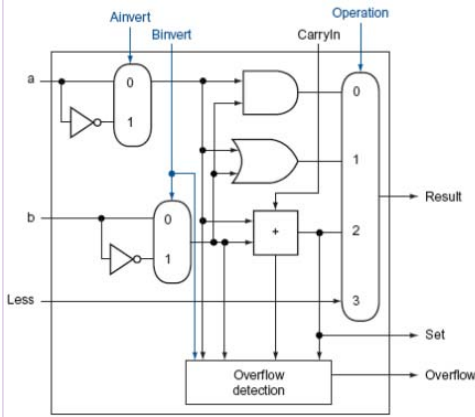 Operation
Ainvert
Binvert
CarryIn
a
0
1
0
1
Result
b
0
1
+
2
Less
3
Set
Overflow
detection
Overflow